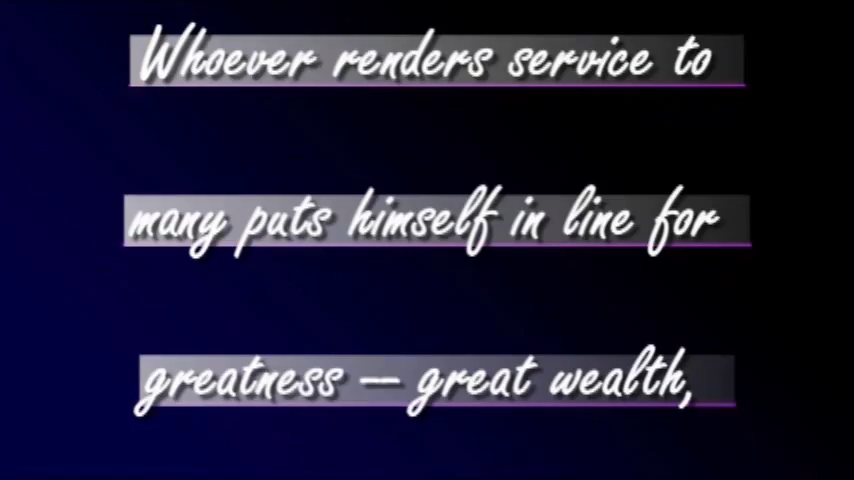 Whoever renders service to
many puts himself in line for
greatness -- great wealth,